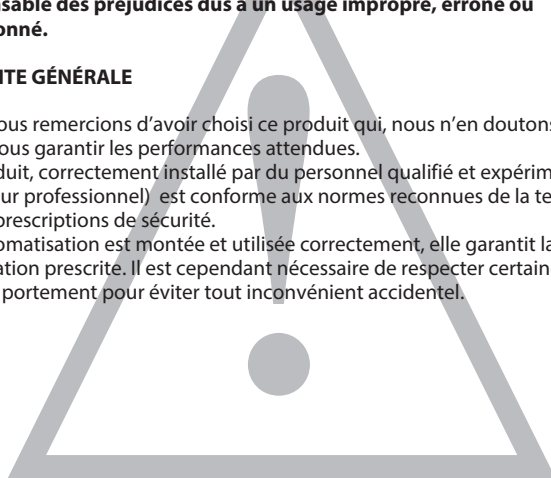 nsable des préjudices dus à un usage impropre, erroné ou
onné.
ITE GÉNÉRALE
ous remercions d’avoir choisi ce produit qui, nous n’en doutons
ous garantir les performances attendues.
duit, correctement installé par du personnel qualifié et expérim
ur professionnel) est conforme aux normes reconnues de la te
prescriptions de sécurité.
omatisation est montée et utilisée correctement, elle garantit la
ation prescrite. Il est cependant nécessaire de respecter certain
portement pour éviter tout inconvénient accidentel.